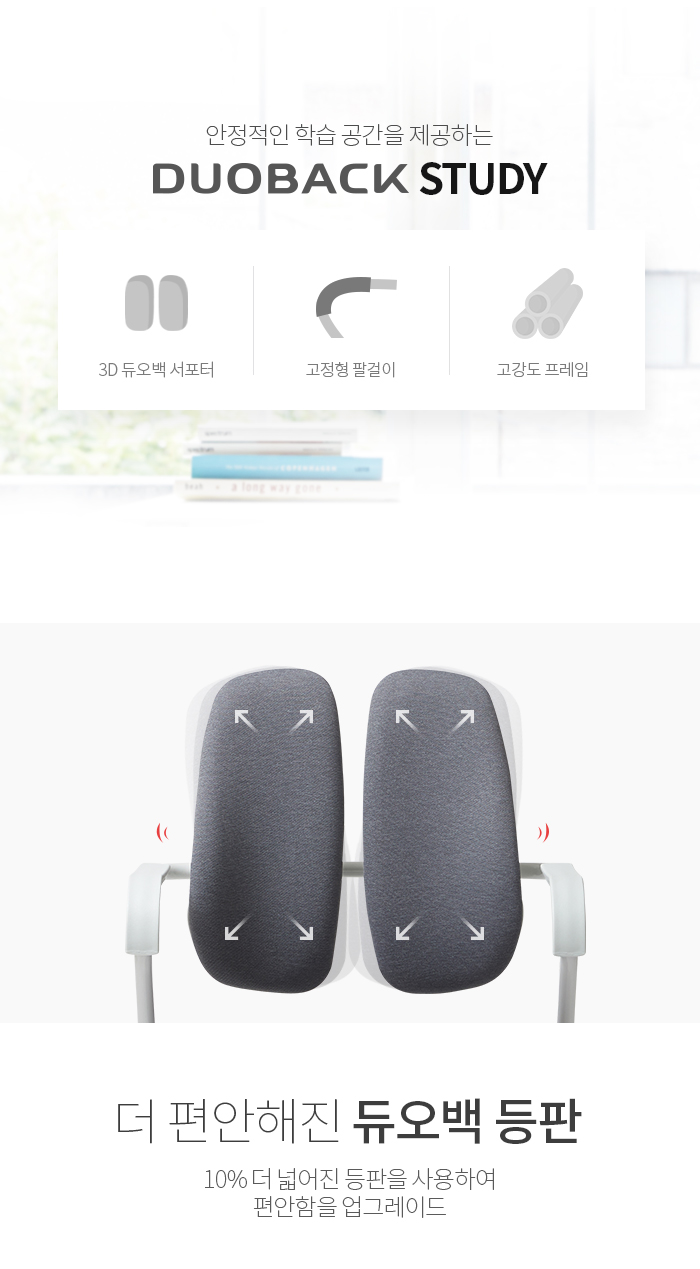 안정적인 학습 공간을 제공하는
DUOBACK STUDY
3D 듀오백 서포터
고정형 팔걸이
고강도 프레임
a long way gone
더 편안해진 듀오백 등판
10% 더 넓어진 등판을 사용하여
편안함을 업그레이드